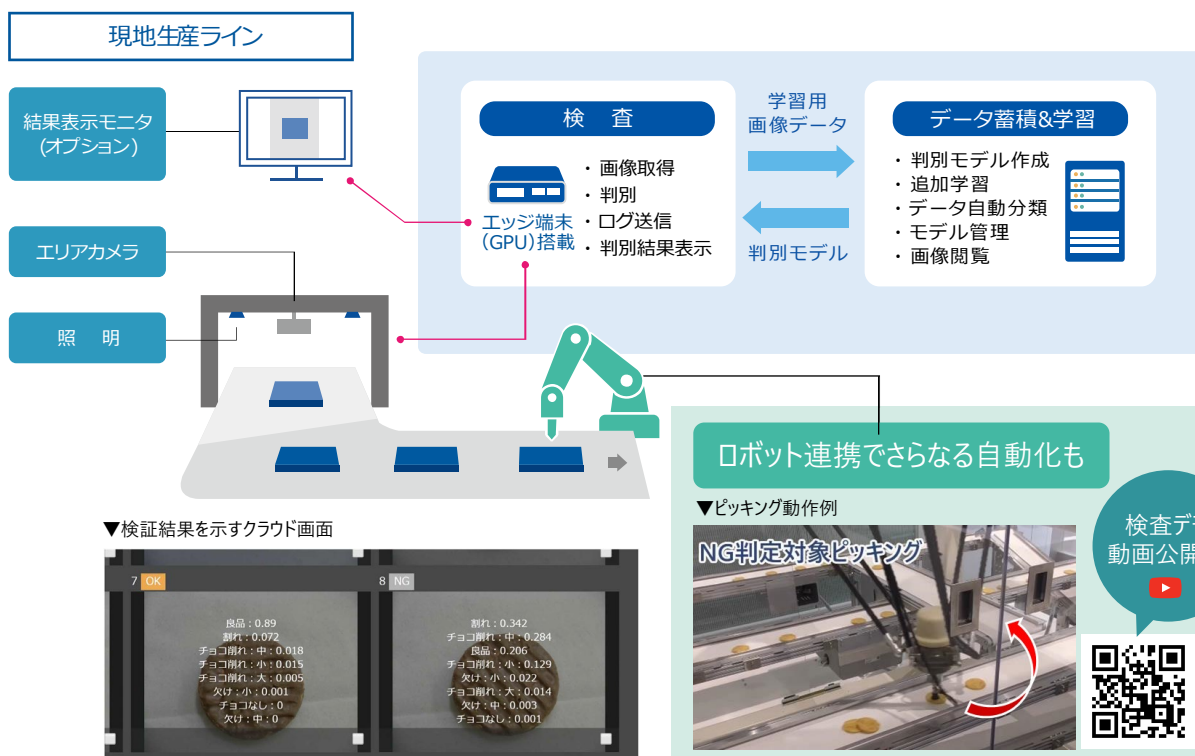 現地生産ライン
結果表示モニタ
(オプション)
エリアカメラ
照 明
検 査
エッジ端末
(GPU)搭載
・画像取得
・判別
・ログ送信
・判別結果表示
学習用
画像データ
判別モデル
データ蓄積&学習
・判別モデル作成
・追加学習
・データ自動分類
・モデル管理
・画像閲覧
ロボット連携でさらなる自動化も
▼ピッキング動作例
NG判定対象ピッキング
検査デ
動画公開
▼検証結果を示すクラウド画面
7 OK
良品:0.89
割れ:0.072
チョコ削れ:中:0.018
チョコ削れ:小:0.015
チョコ削れ:大:0.005
欠け:小:0.001
チョコなし:0
欠け:中:0
8 NG
割れ:0.342
チョコ削れ:中:0.284
良品:0.206
チョコ削れ:小:0.129
欠け:小:0.022
チョコ削れ:大:0.014
欠け:中:0.003
チョコなし:0.001